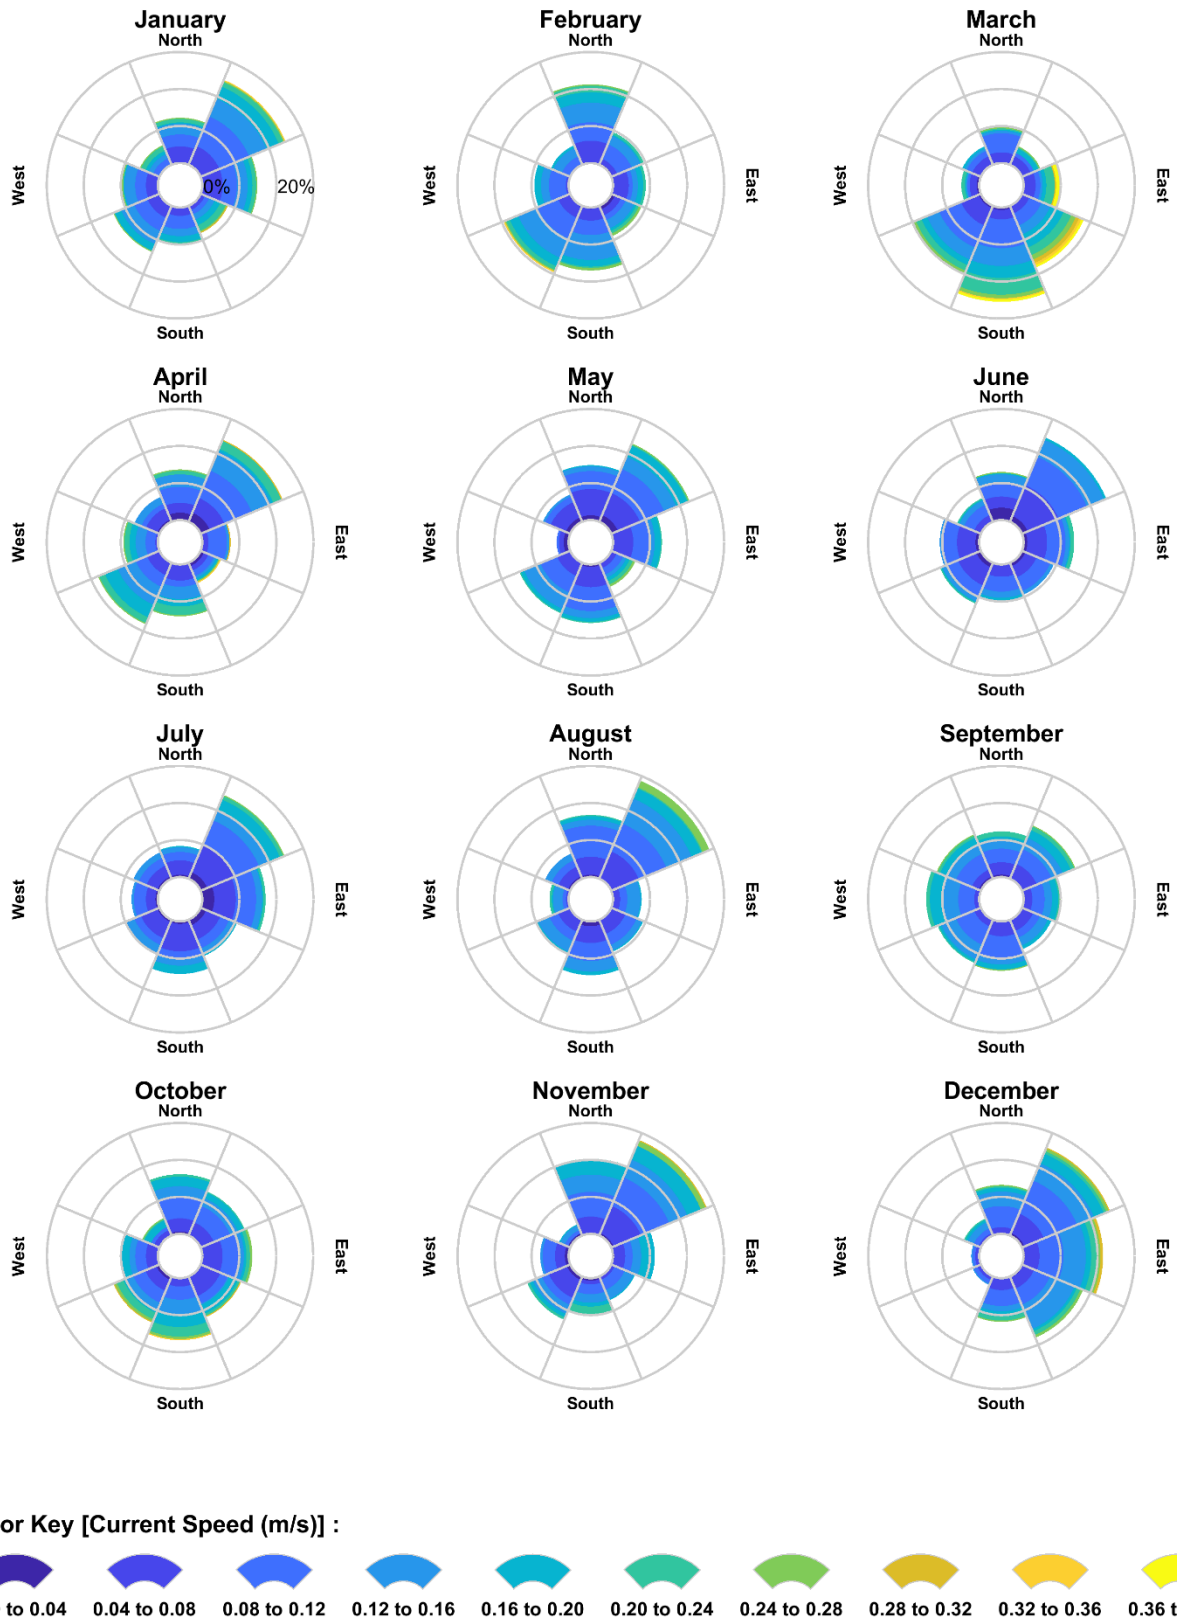 January February March
North North North
West 0% 20% West East
South South South
April May June
North North North
West East West East West East
South South South
July August September
North North North
West East West East West East
South South South
October November December
North North North
West East West East West East
South South South
or Key [Current Speed (m/s)] :
to 0.04 0.04 to 0.08 0.08 to 0.12 0.12 to 0.16 0.16 to 0.20 0.20 to 0.24 0.24 to 0.28 0.28 to 0.32 0.32 to 0.36 0.36 t